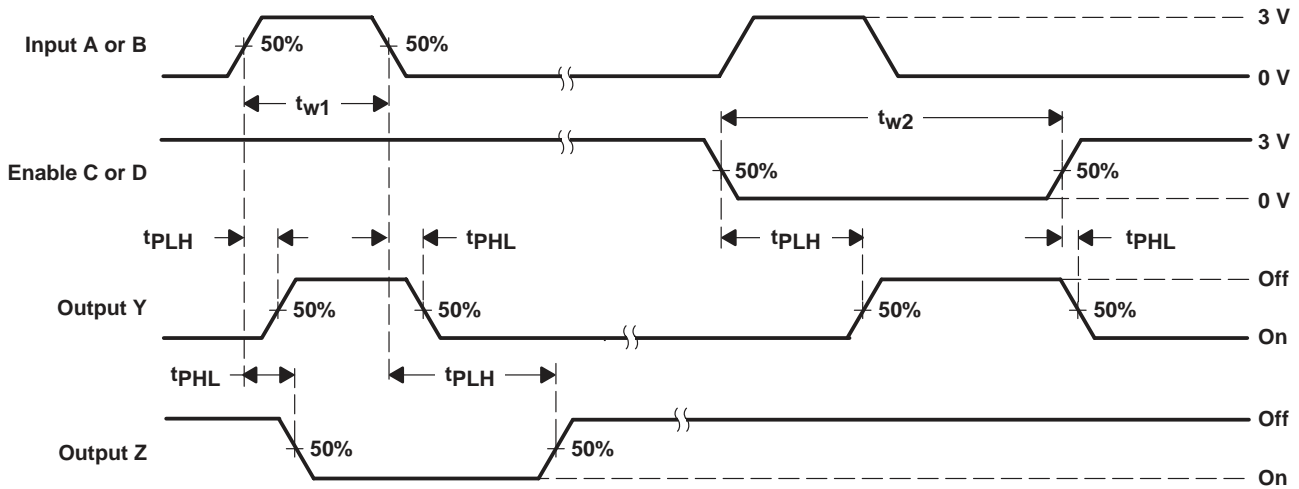 3 V
Input A or B
50%
50%
0 V
tw1
tw2
3 V
Enable C or D
50%
50%
0 V
tPLH
tPHL
tPLH
tPHL
Off
Output Y
50%
50%
50%
50%
On
tPHL
tPLH
Off
Output Z
50%
50%
On